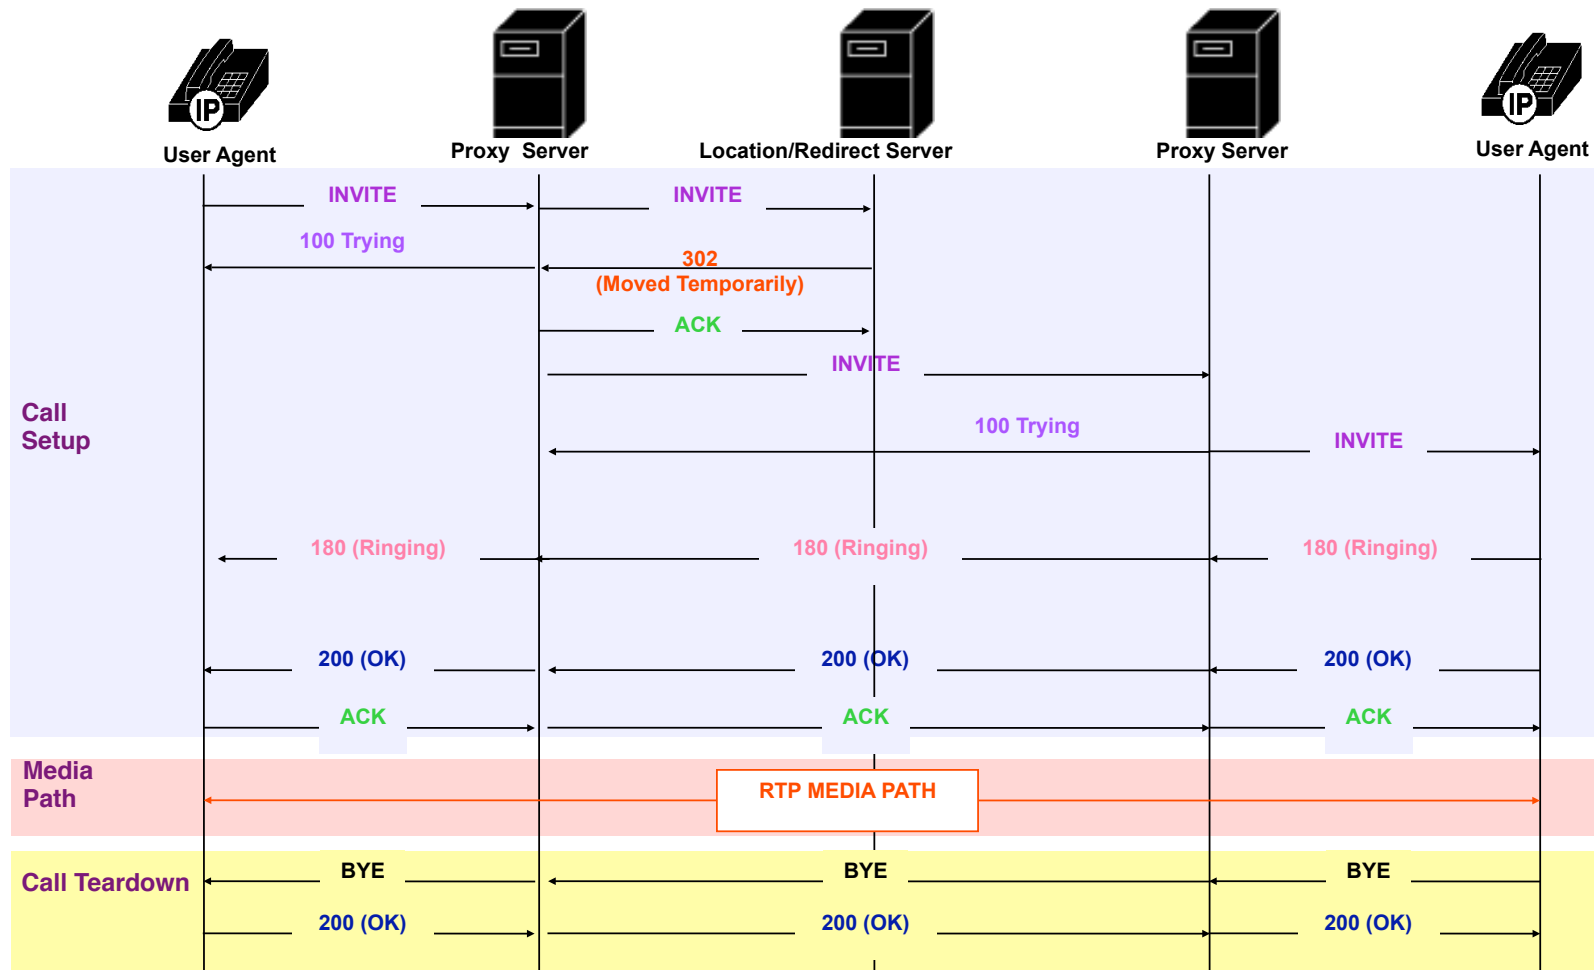 IP
IP
User Agent
Proxy Server
Location/Redirect Server
Proxy Server
User Agent
INVITE
INVITE
100 Trying
302
(Moved Temporarily)
ACK
INVITE
Call
Setup
100 Trying
INVITE
180 (Ringing)
180 (Ringing)
180 (Ringing)
200 (OK)
200 (OK)
200 (OK)
ACK
ACK
ACK
Media
Path
RTP MEDIA PATH
Call Teardown
BYE
BYE
BYE
200 (OK)
200 (OK)
200 (OK)